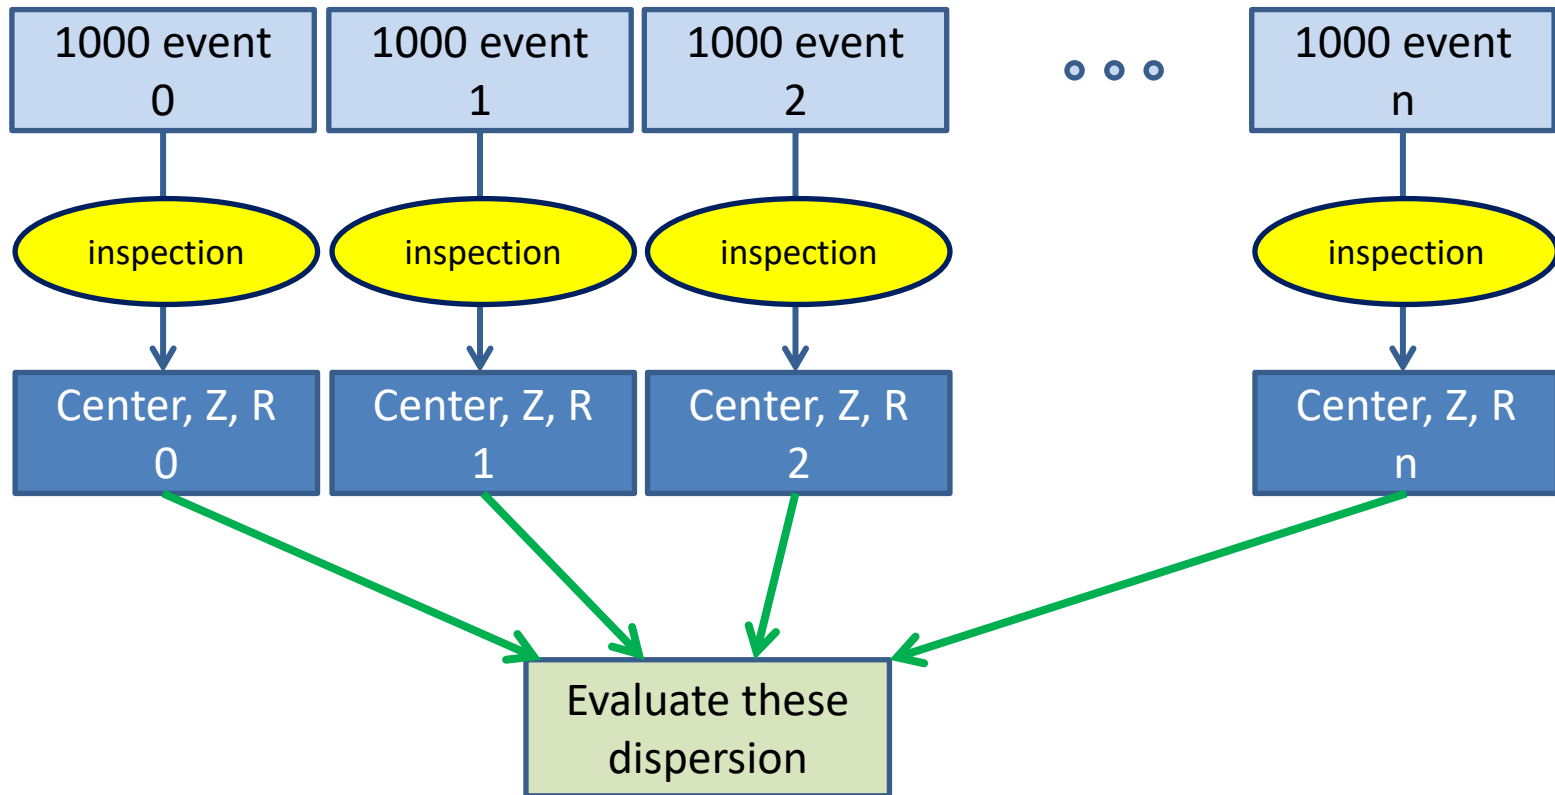 1000 event
0
1000 event
1
1000 event
2
1000 event
n
inspection
inspection
inspection
inspection
Center, Z, R
0
Center, Z, R
1
Center, Z, R
2
Center, Z, R
n
Evaluate these
dispersion